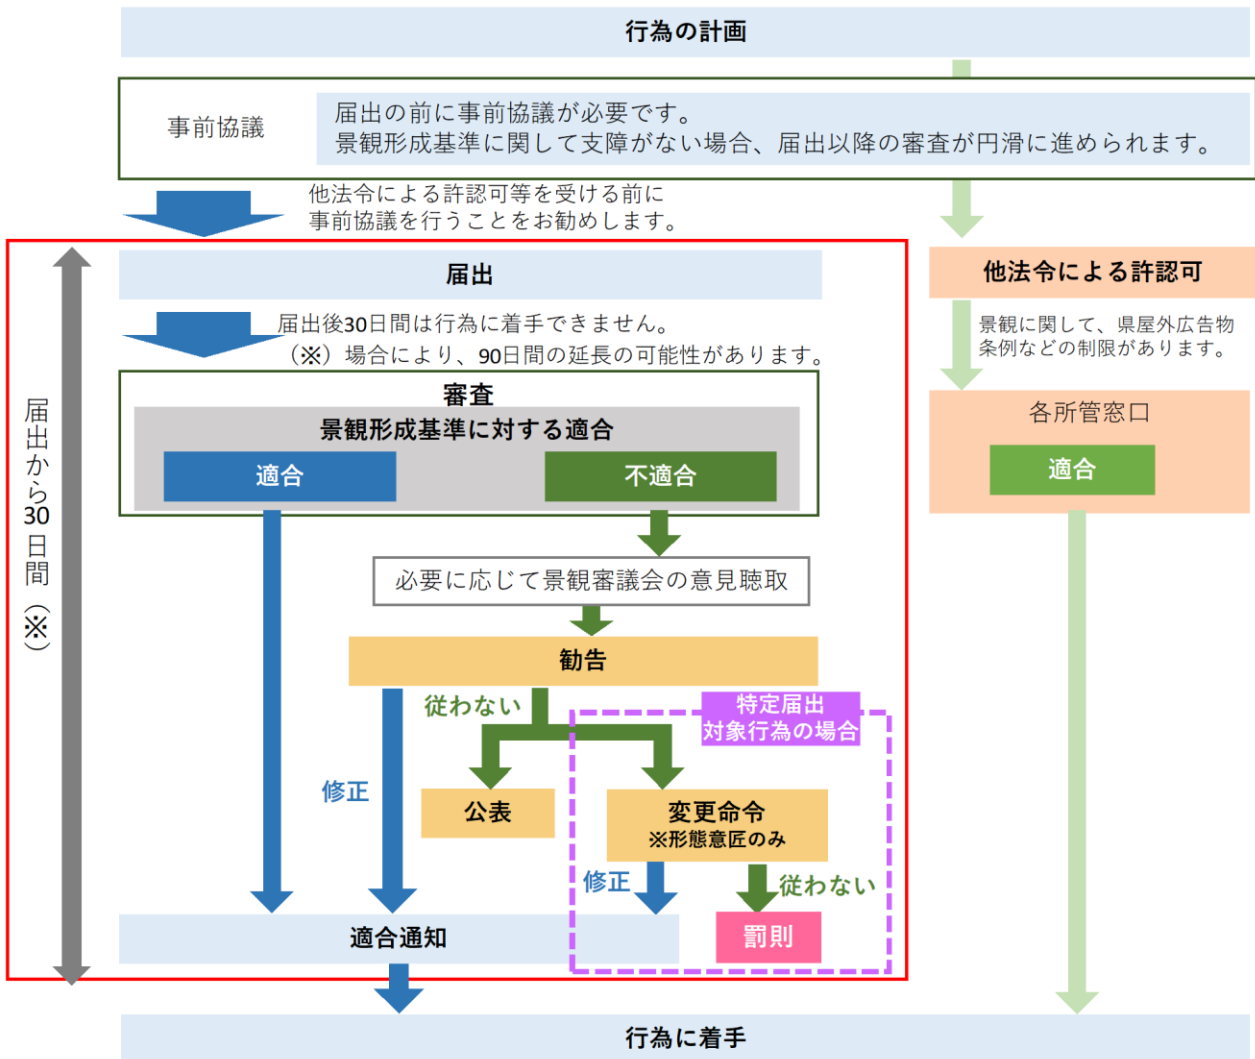 行為の計画
事前協議
届出の前に事前協議が必要です。
景観形成基準に関して支障がない場合、届出以降の審査が円滑に進められます。
他法令による許認可等を受ける前に
事前協議を行うことをお勧めします。
届出
他法令による許認可
届出後30日間は行為に着手できません。
（※）場合により、90日間の延長の可能性があります。
景観に関して、県屋外広告物
条例などの制限があります。
届出から30日間（※）
審査
景観形成基準に対する適合
適合
不適合
各所管窓口
適合
必要に応じて景観審議会の意見聴取
勧告
従わない
特定届出
対象行為の場合
修正
公表
変更命令
※形態意匠のみ
修正
従わない
適合通知
罰則
行為に着手